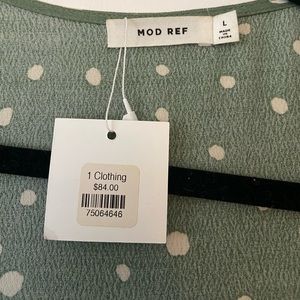 MOD REF
L
MADE
IN
CHINA
1 Clothing
$84.00
75064646